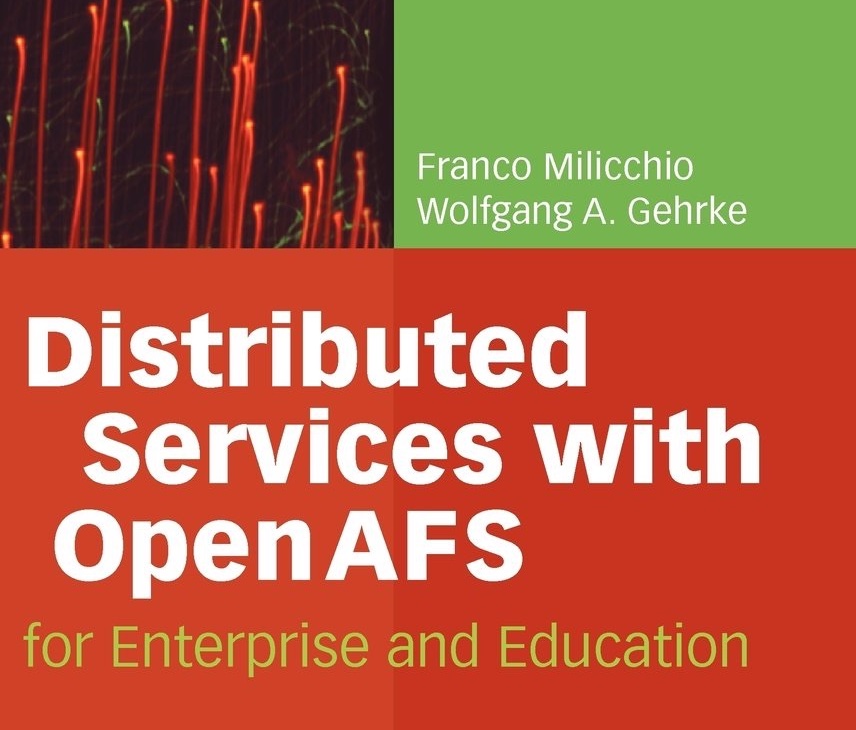 Franco Milicchio
Wolfgang A. Gehrke
Distributed
Services with
OpenAFS
for Enterprise and Education